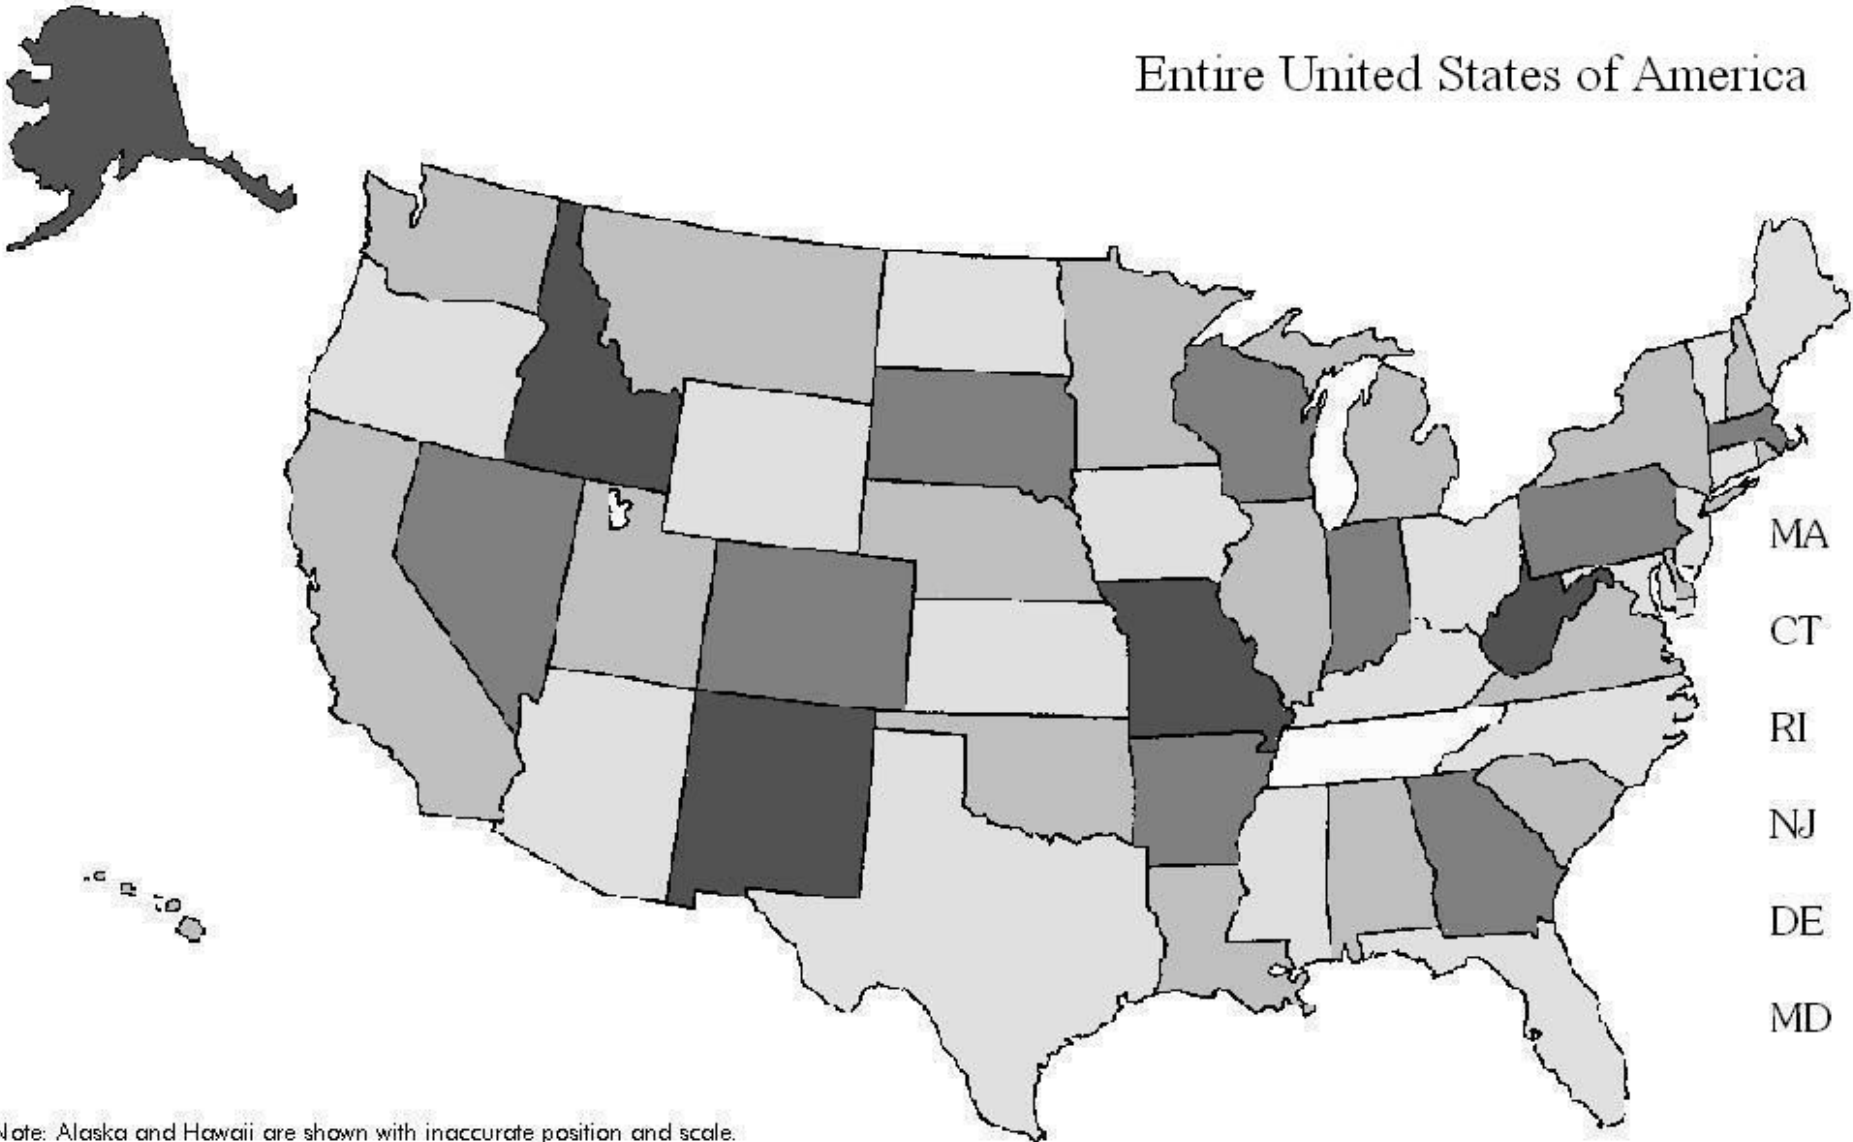 Entire United States of America
MA
CT
RI
NJ
DE
MD
Note: Alaska and Hawaii are shown with inaccurate position and scale.